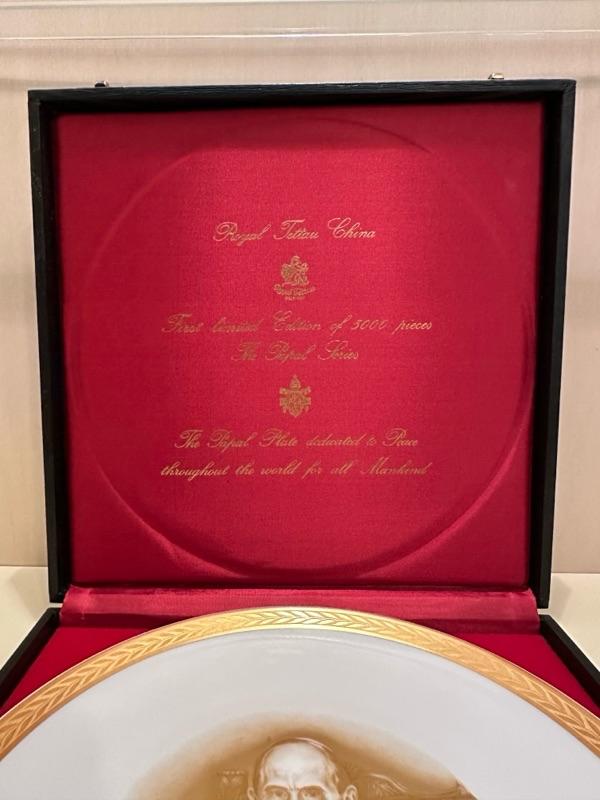 Royal Tettau China
First limited Edition of 5000 pieces
The Papal Series
The Papal Plate dedicated to Peace
throughout the world for all Mankind